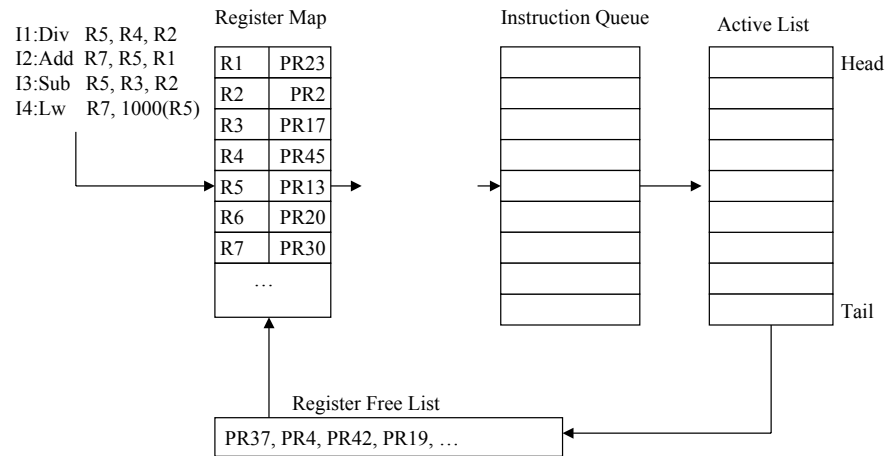 Register Map
Instruction Queue
Active List
I1:Div R5, R4, R2
I2:Add R7, R5, R1
I3:Sub R5, R3, R2
I4:Lw R7, 1000(R5)
R1 PR23
R2 PR2
R3 PR17
R4 PR45
R5 PR13
R6 PR20
R7 PR30
…
Head
Tail
Register Free List
PR37, PR4, PR42, PR19, …